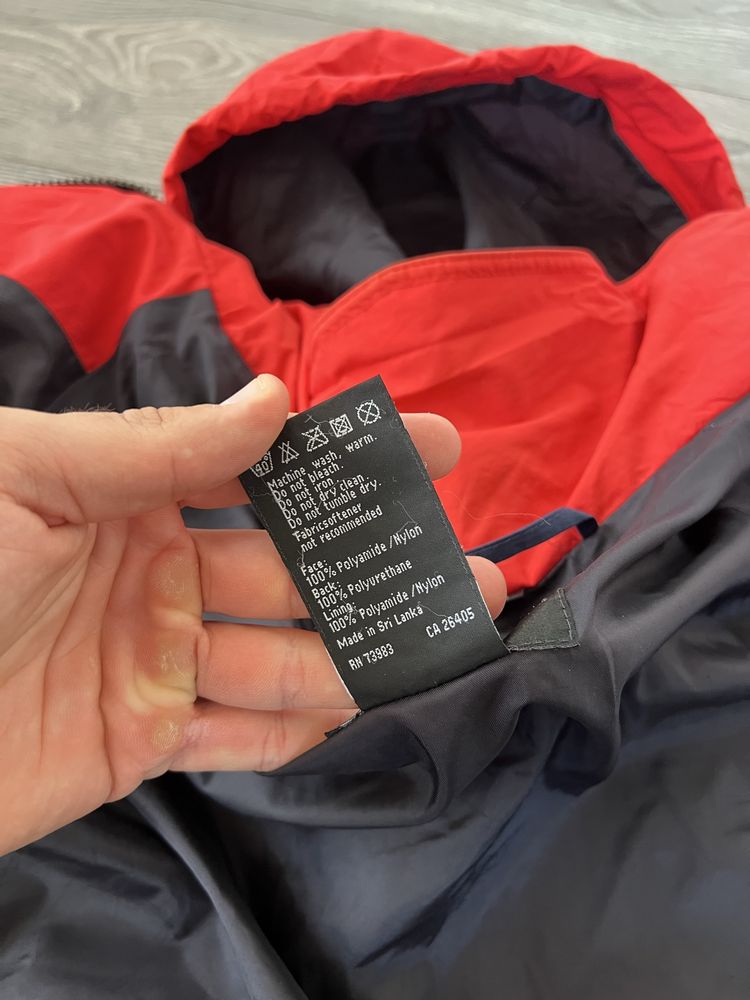 40°
Machine wash, warm.
Do not bleach.
Do not iron.
Do not dry clean.
Do not tumble dry.
Fabricsoftener
not recommended
Face:
100% Polyamide/Nylon
Back:
100% Polyurethane
Lining:
100% Polyamide/Nylon
Made in Sri Lanka
RN 73983 CA 26405